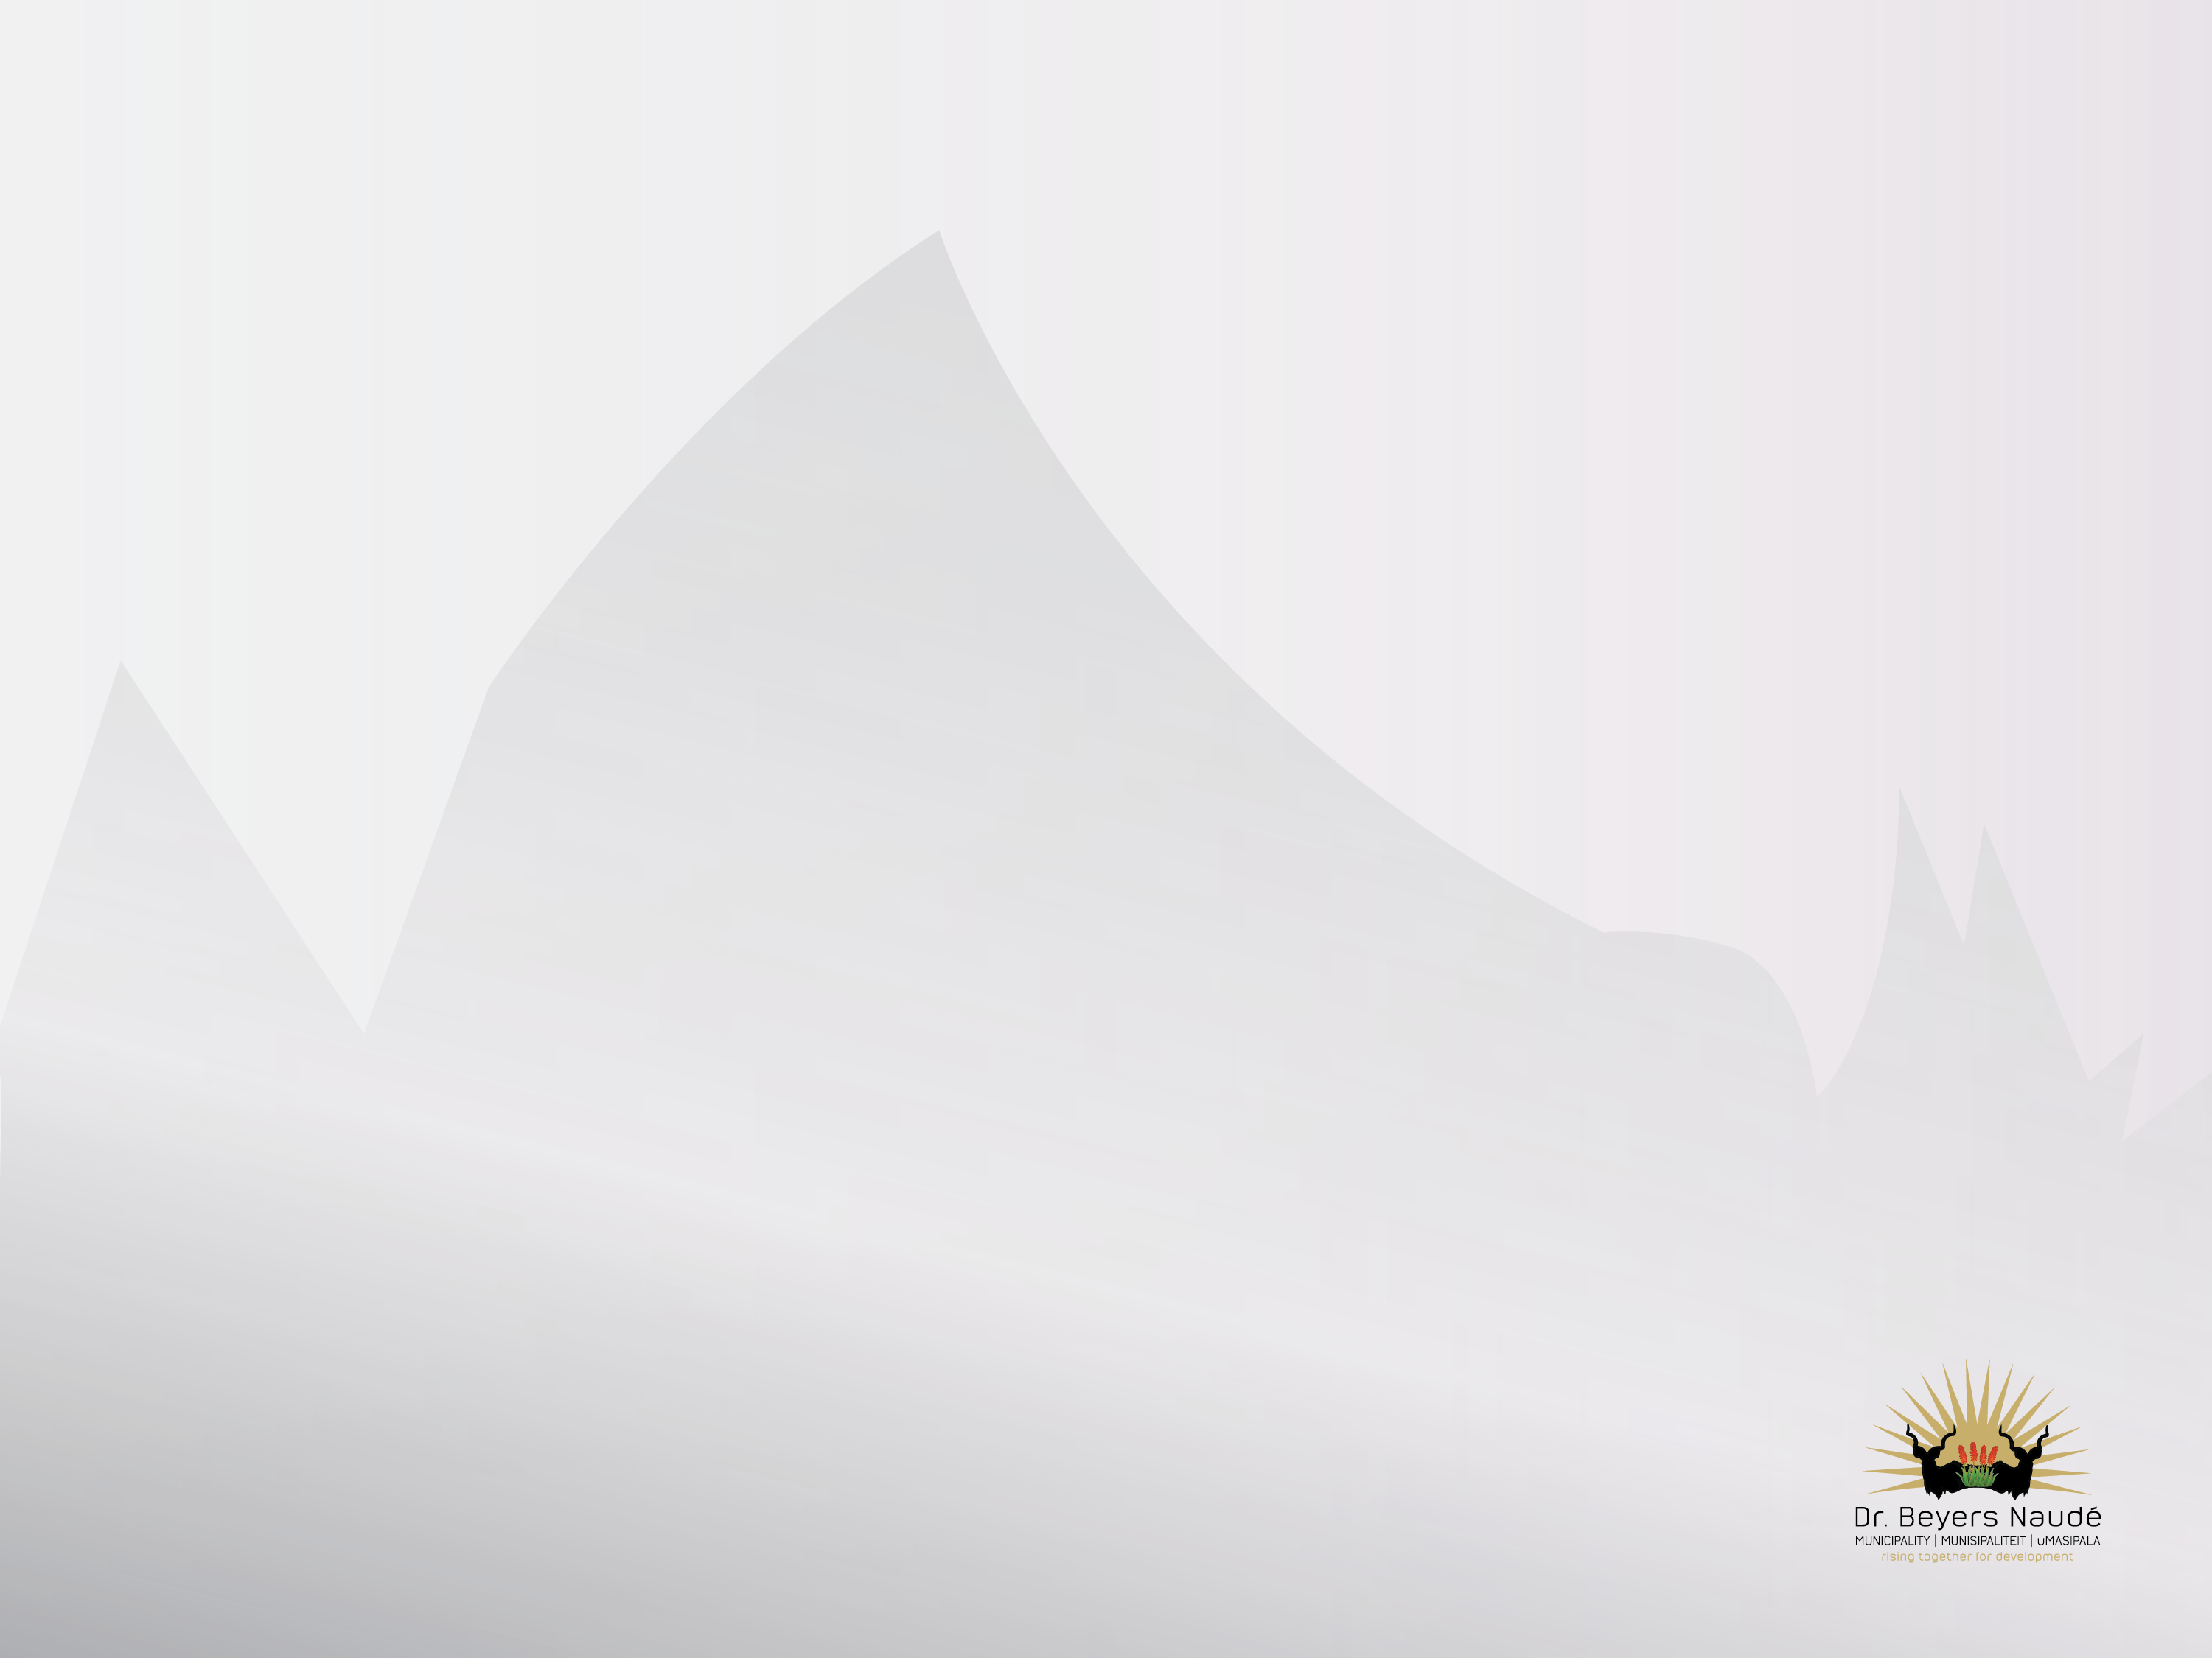 Dr. Beyers Naudé
MUNICIPALITY | MUNISIPALITEIT | uMASIPALA
rising together for development